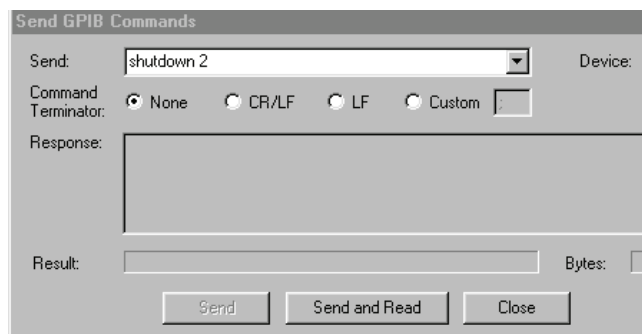 Send GPIB Commands
Send: shutdown 2 Device:
Command Terminator: None CR/LF LF Custom ;
Response:
Result: Bytes:
Send Send and Read Close